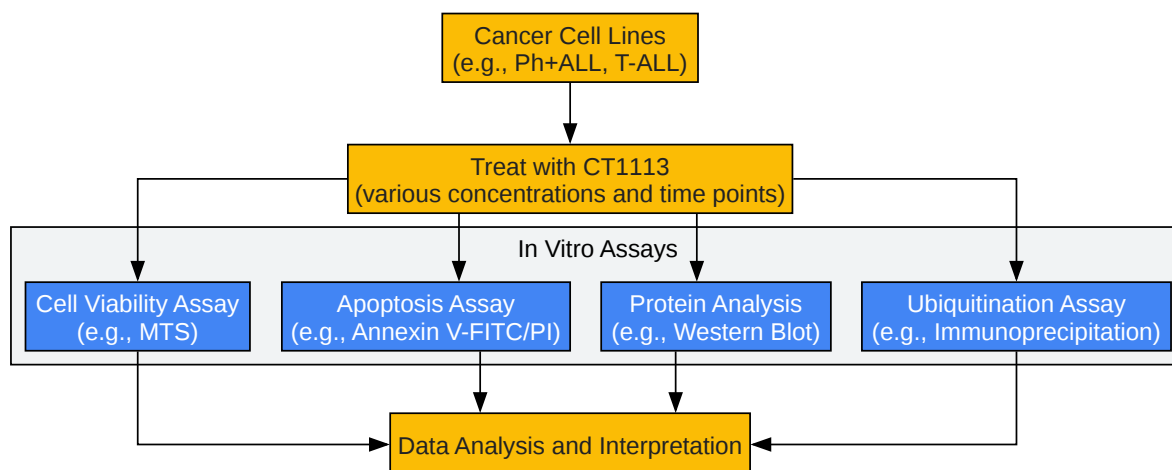 Cancer Cell Lines
(e.g., Ph+ALL, T-ALL)
Treat with CT1113
(various concentrations and time points)
In Vitro Assays
Cell Viability Assay
(e.g., MTS)
Apoptosis Assay
(e.g., Annexin V-FITC/PI)
Protein Analysis
(e.g., Western Blot)
Ubiquitination Assay
(e.g., Immunoprecipitation)
Data Analysis and Interpretation